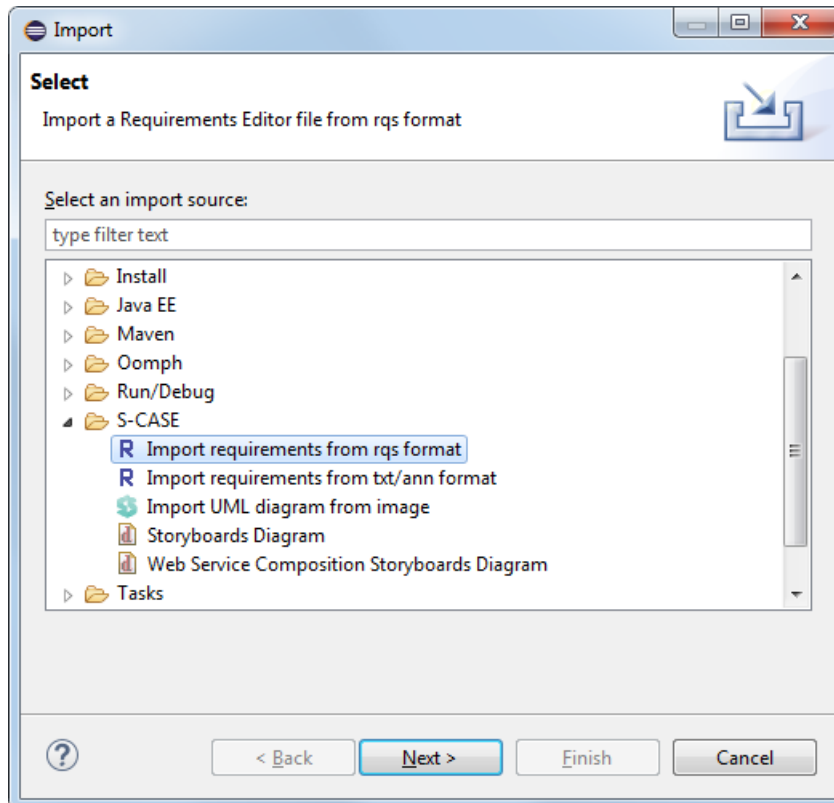 Import
Select
Import a Requirements Editor file from rqs format
Select an import source:
type filter text
Install
Java EE
Maven
Oomph
Run/Debug
S-CASE
R Import requirements from rqs format
R Import requirements from txt/ann format
Import UML diagram from image
d Storyboards Diagram
d Web Service Composition Storyboards Diagram
Tasks
? < Back Next > Finish Cancel